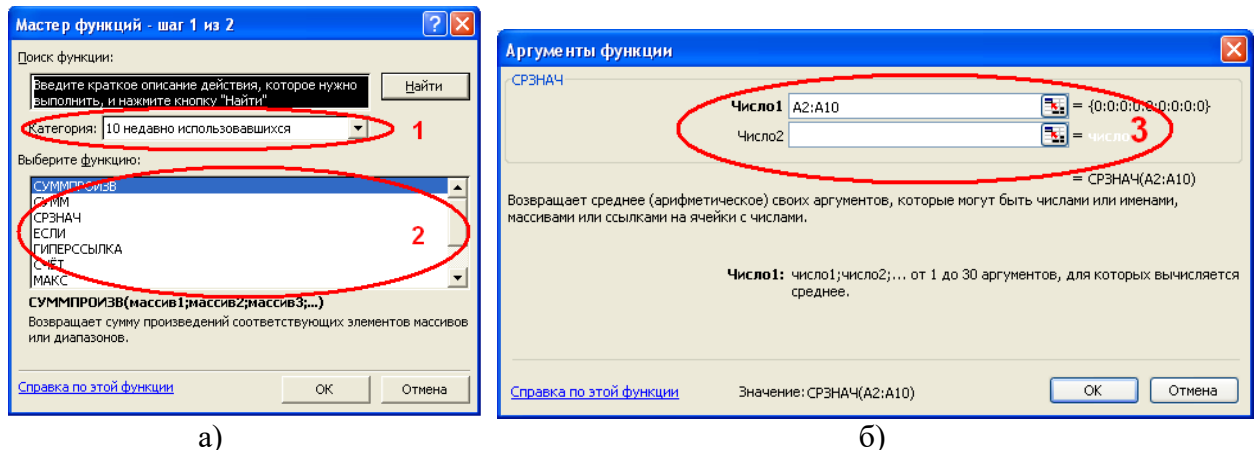 Мастер функций - шаг 1 из 2
Поиск функции:
Введите краткое описание действия, которое нужно
выполнить, и нажмите кнопку "Найти"
Найти
Категория: 10 недавно использовавшихся
1
Выберите функцию:
СУММПРОИЗВ
СУММ
СРЗНАЧ
ЕСЛИ
ГИПЕРССЫЛКА
СЧЁТ
МАКС
2
СУММПРОИЗВ(массив1;массив2;массив3;...)
Возвращает сумму произведений соответствующих элементов массивов
или диапазонов.
Справка по этой функции
ОК
Отмена
а)
Аргументы функции
СРЗНАЧ
Число1 A2:A10 = {0:0:0:0:0:0:0:0:0}
Число2 = число
3
= СРЗНАЧ(A2:A10)
Возвращает среднее (арифметическое) своих аргументов, которые могут быть числами или именами,
массивами или ссылками на ячейки с числами.
Число1: число1;число2;... от 1 до 30 аргументов, для которых вычисляется
среднее.
Справка по этой функции
Значение: СРЗНАЧ(A2:A10)
ОК
Отмена
б)